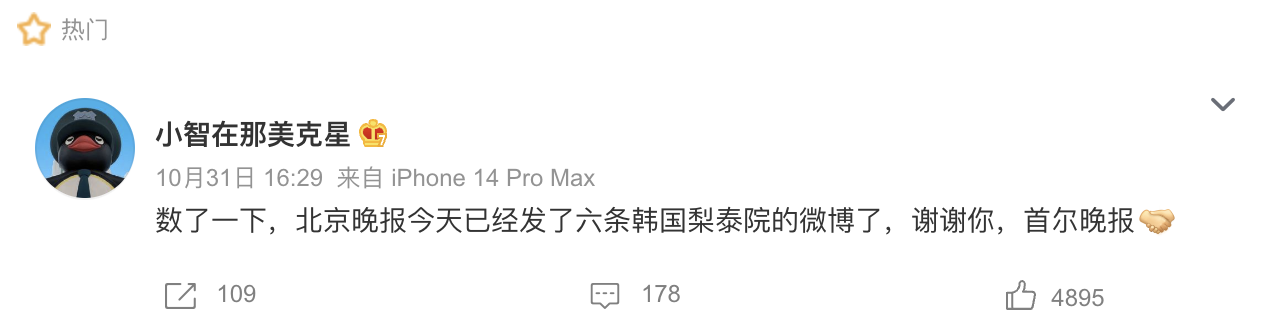 热门
小智在那美克星
10月31日 16:29 来自 iPhone 14 Pro Max
数了一下，北京晚报今天已经发了六条韩国梨泰院的微博了，谢谢你，首尔晚报
109
178
4895